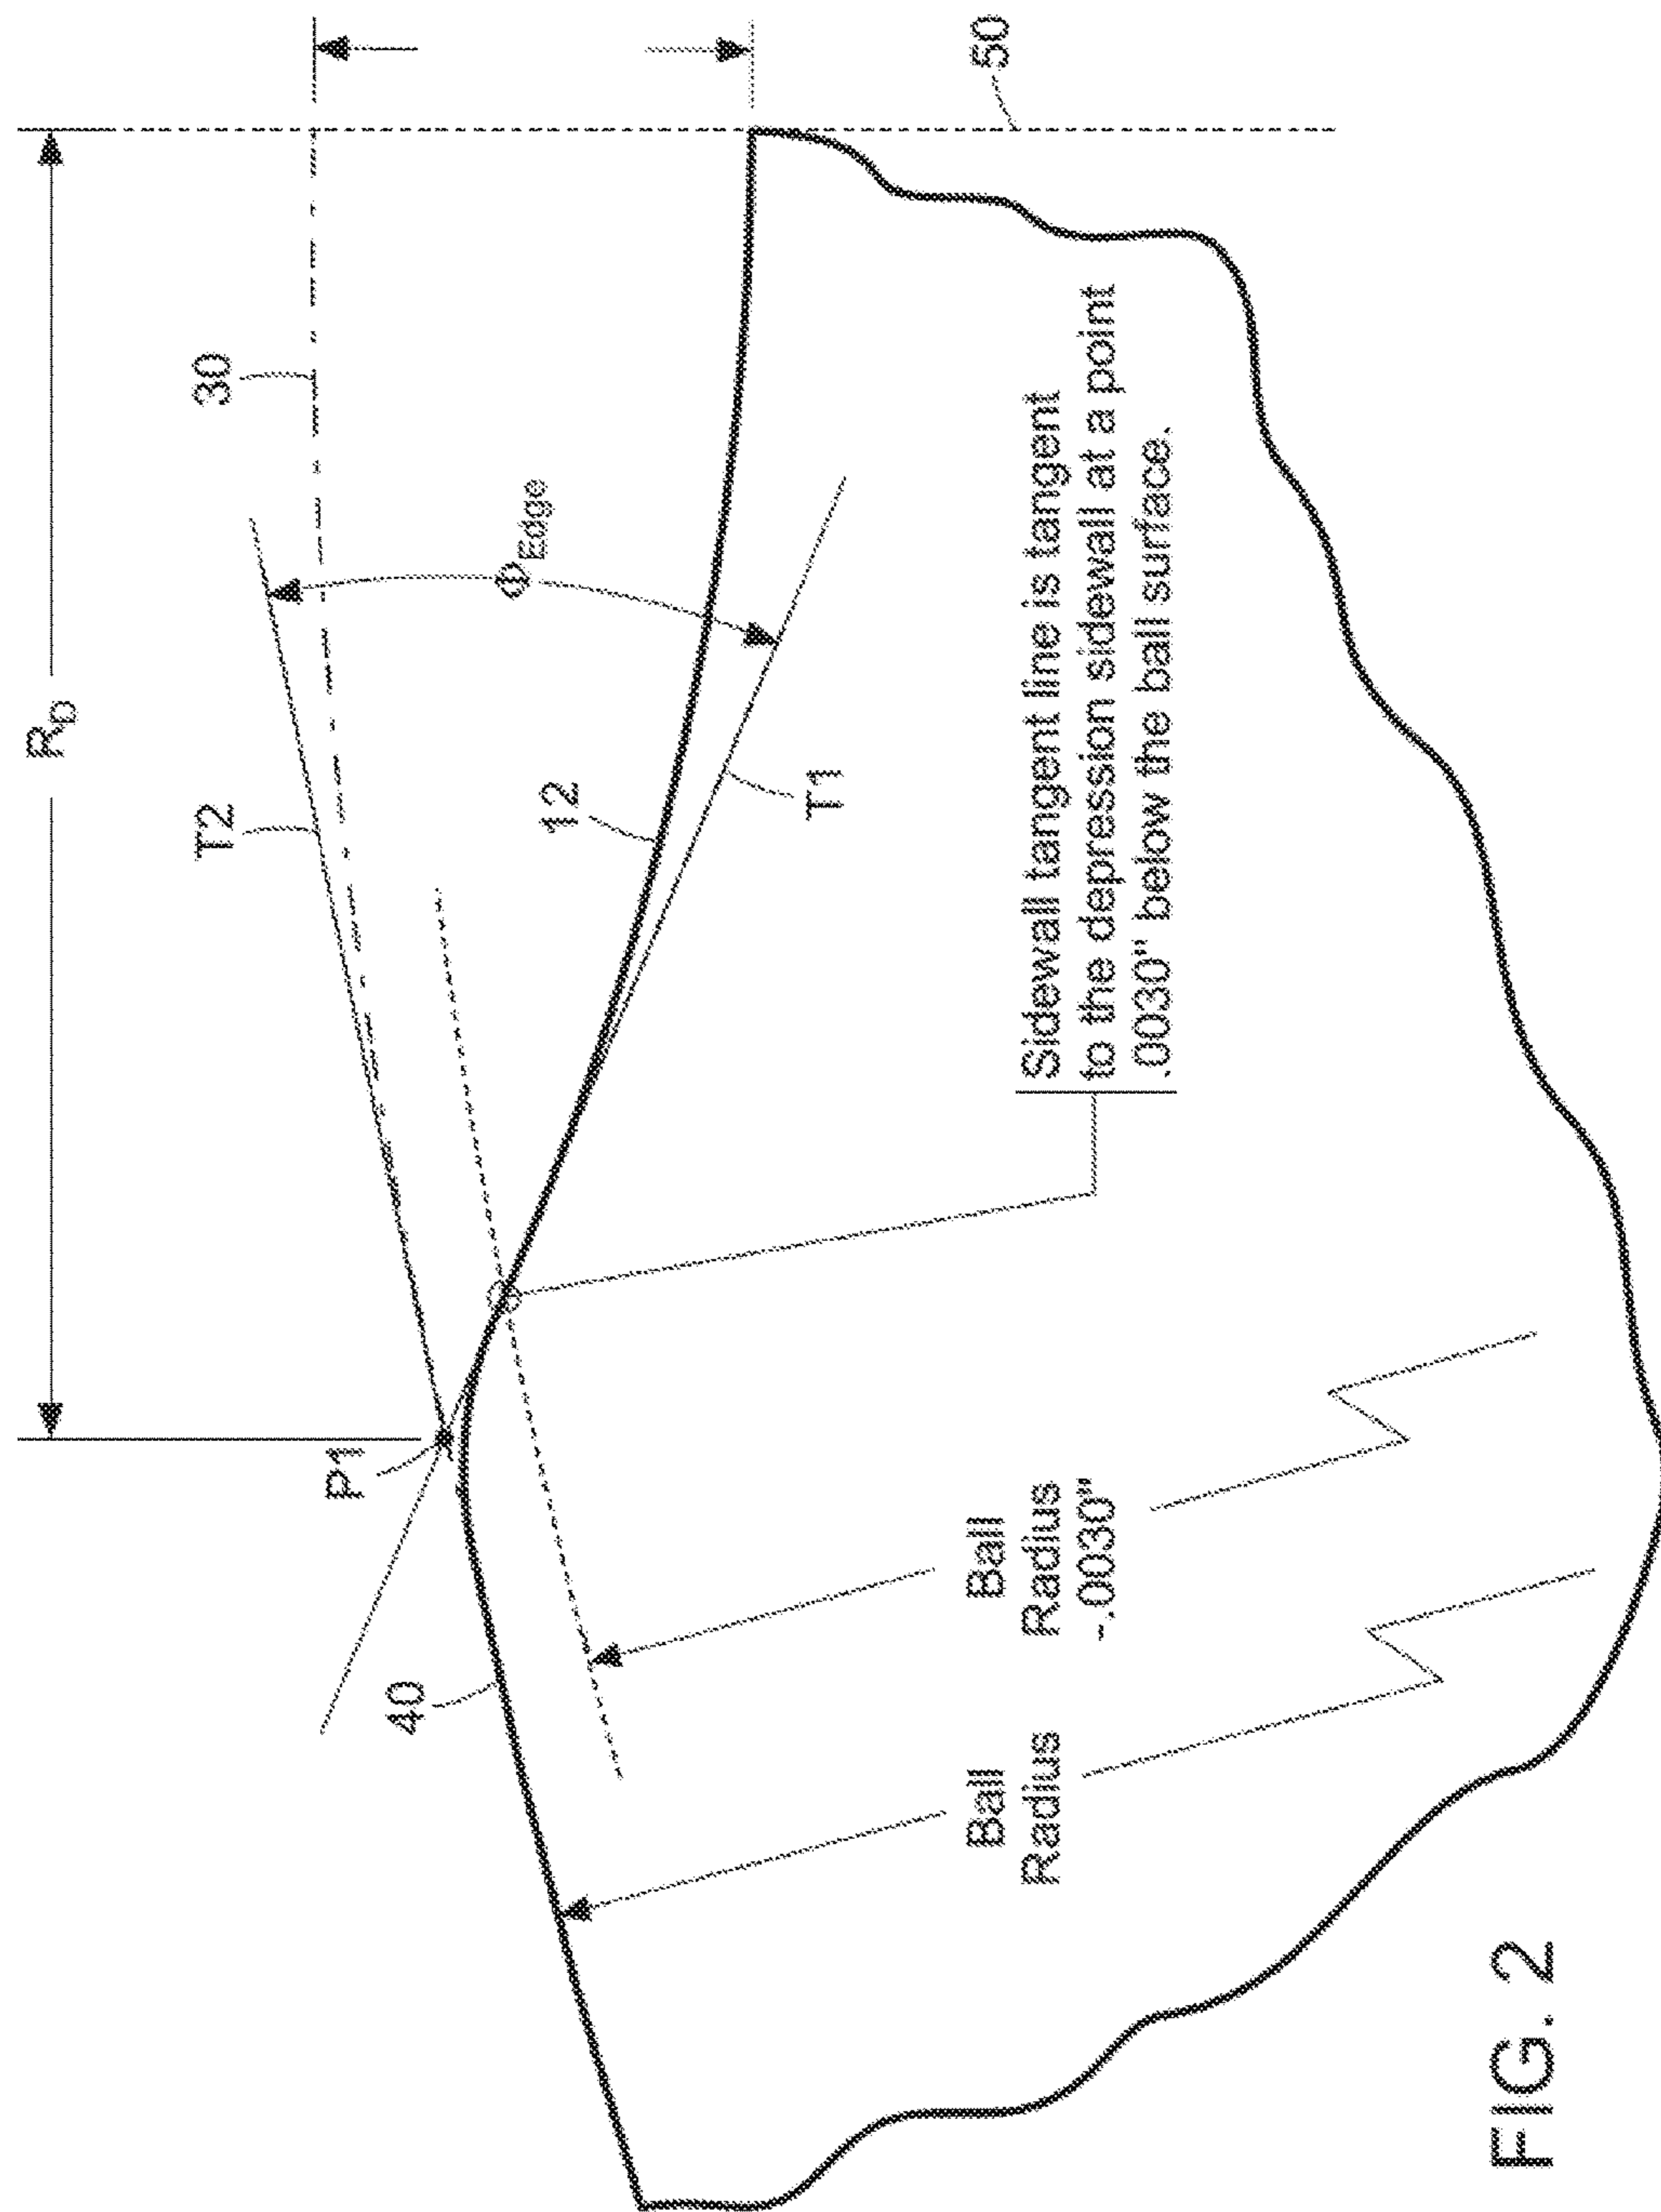 R_D
T2
30
50
P1
Φ_Edge
12
T1
40
Sidewall tangent line is tangent
to the depression sidewall at a point
.0030" below the ball surface.
Ball
Radius
Ball
Radius
-.0030"
FIG. 2